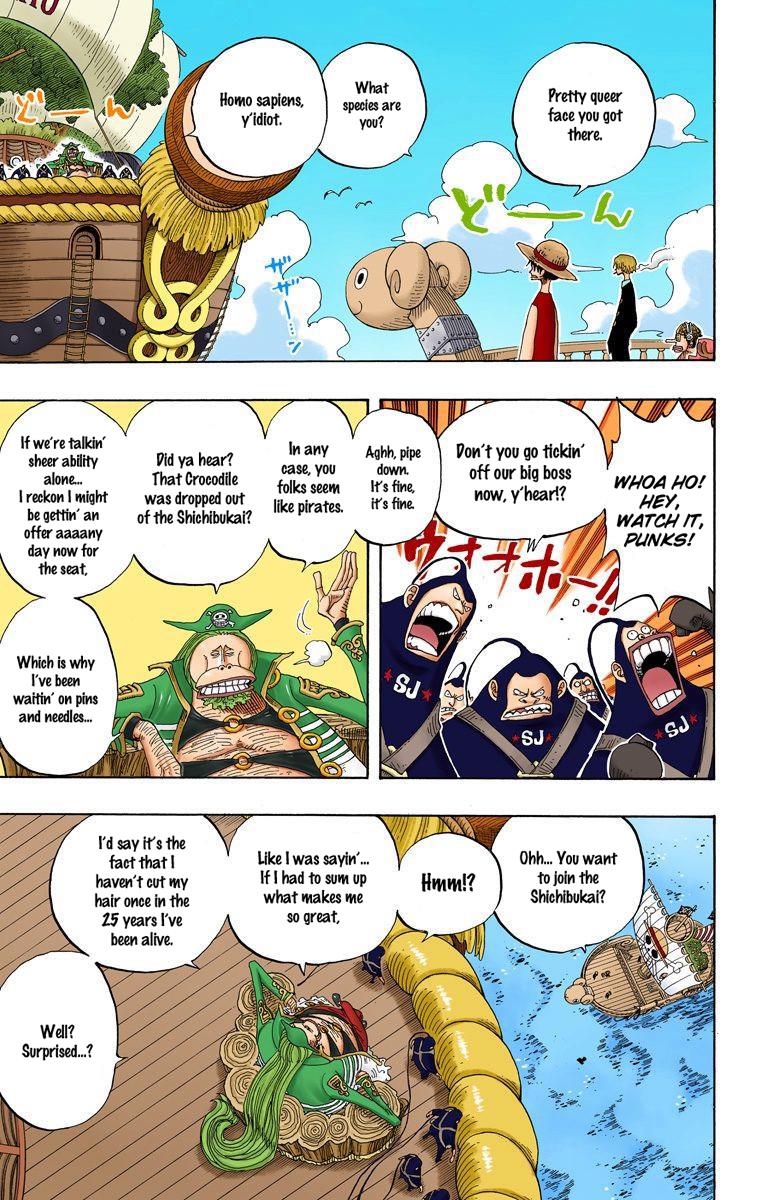 Pretty queer
face you got
there.
What
species are
you?
Homo sapiens,
y'idiot.
どーん
どーん
ザザザー…ン
WHOA HO!
HEY,
WATCH IT,
PUNKS!
Don't you go tickin'
off our big boss
now, y'hear!?
ウォオホー!!
SJ
SJ
SJ
Aghh, pipe
down.
It's fine,
it's fine.
In any
case, you
folks seem
like pirates.
Did ya hear?
That Crocodile
was dropped out
of the Shichibukai?
If we're talkin'
sheer ability
alone...
I reckon I might
be gettin' an
offer aaaany
day now for
the seat,
Which is why
I've been
waitin' on pins
and needles...
Ohh... You want
to join the
Shichibukai?
Hmm!?
Like I was sayin'...
If I had to sum up
what makes me
so great,
I'd say it's the
fact that I
haven't cut my
hair once in the
25 years I've
been alive.
Well?
Surprised...?